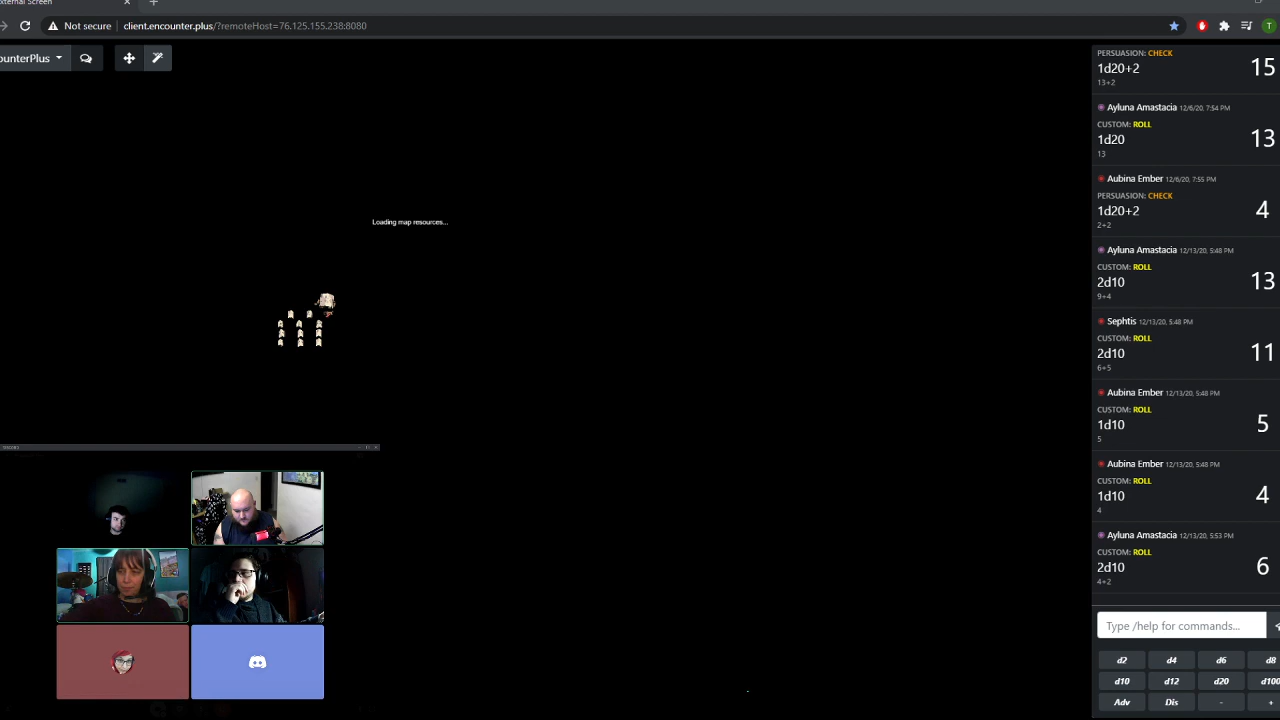 xternal Screen
Not secure
client.encounter.plus/?remoteHost=76.125.155.238:8080
T
ounterPlus
Loading map resources...
PERSUASION: CHECK
1d20+2
15
13+2
Ayluna Amastacia 12/6/20, 7:54 PM
CUSTOM: ROLL
1d20
13
13
Aubina Ember 12/6/20, 7:55 PM
PERSUASION: CHECK
1d20+2
4
2+2
Ayluna Amastacia 12/13/20, 5:48 PM
CUSTOM: ROLL
2d10
13
9+4
Sephtis 12/13/20, 5:48 PM
CUSTOM: ROLL
2d10
11
6+5
Aubina Ember 12/13/20, 5:48 PM
CUSTOM: ROLL
1d10
5
5
Aubina Ember 12/13/20, 5:48 PM
CUSTOM: ROLL
1d10
4
4
Ayluna Amastacia 12/13/20, 5:53 PM
CUSTOM: ROLL
2d10
6
4+2
Type /help for commands...
d2 d4 d6 d8
d10 d12 d20 d100
Adv Dis - +